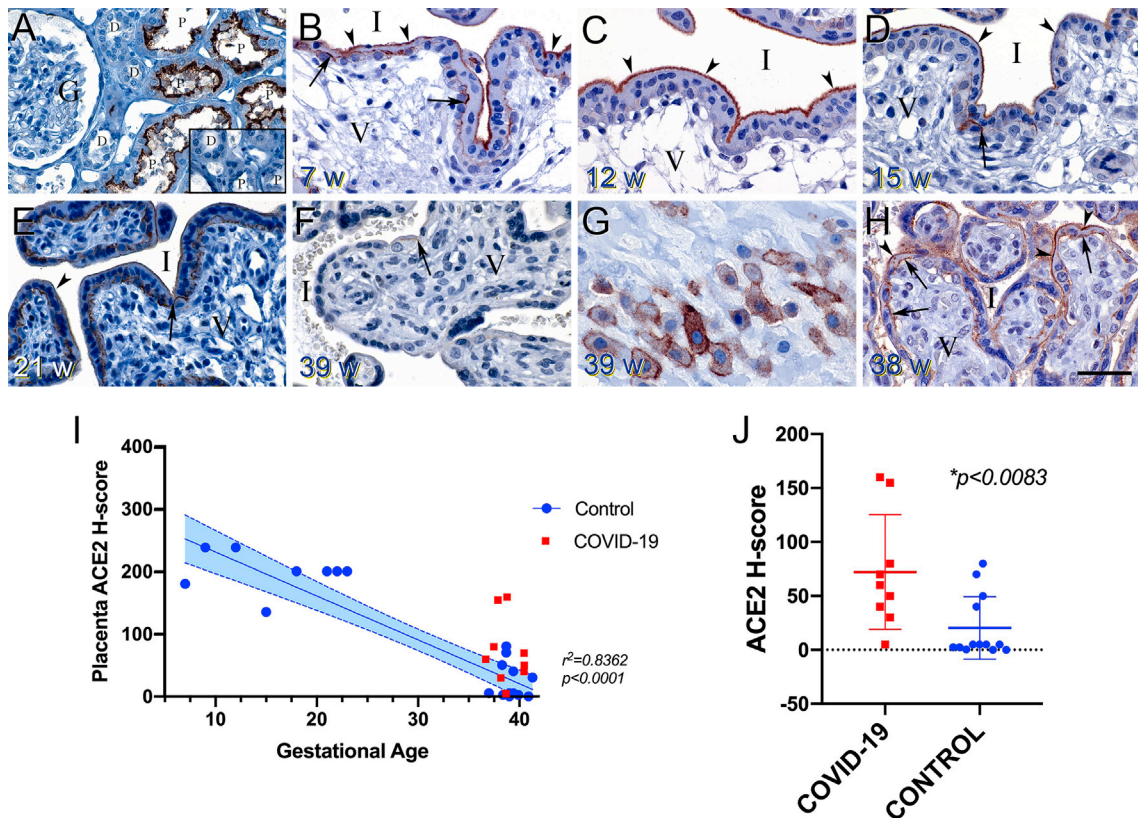 A
G
D
D
D
P
P
P
P
P
P
D
P
P
B
I
V
7 w
C
I
V
12 w
D
I
V
15 w
E
I
V
21 w
F
I
V
39 w
G
39 w
H
I
V
38 w
I
Placenta ACE2 H-score
400
300
200
100
0
10
20
30
40
Gestational Age
Control
COVID-19
r²=0.8362
p<0.0001
J
ACE2 H-score
200
150
100
50
0
-50
*p<0.0083
COVID-19
CONTROL